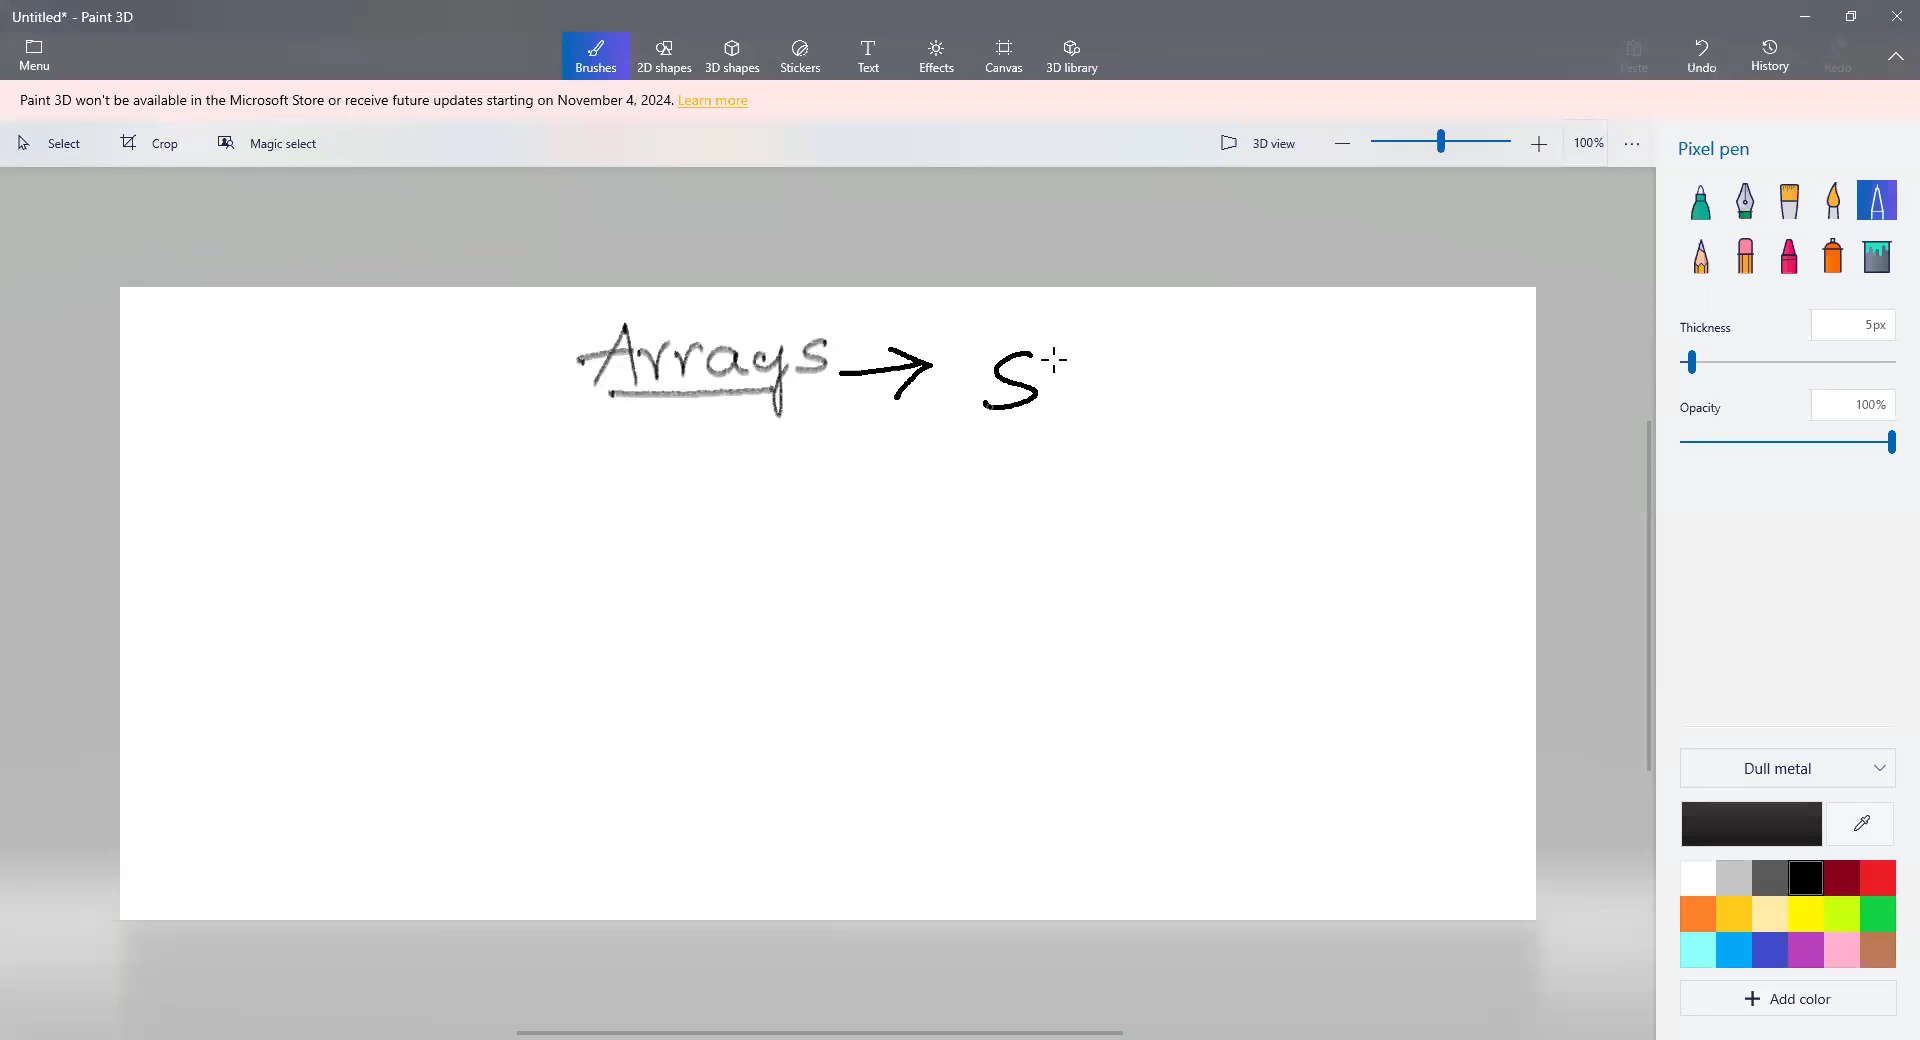 Untitled* - Paint 3D
Menu
Brushes 2D shapes 3D shapes Stickers Text Effects Canvas 3D library Paste Undo History Redo
Paint 3D won't be available in the Microsoft Store or receive future updates starting on November 4, 2024. Learn more
Select Crop Magic select 3D view 100% ...
Pixel pen
Thickness 5px
Opacity 100%
Arrays → S
Dull metal
Add color